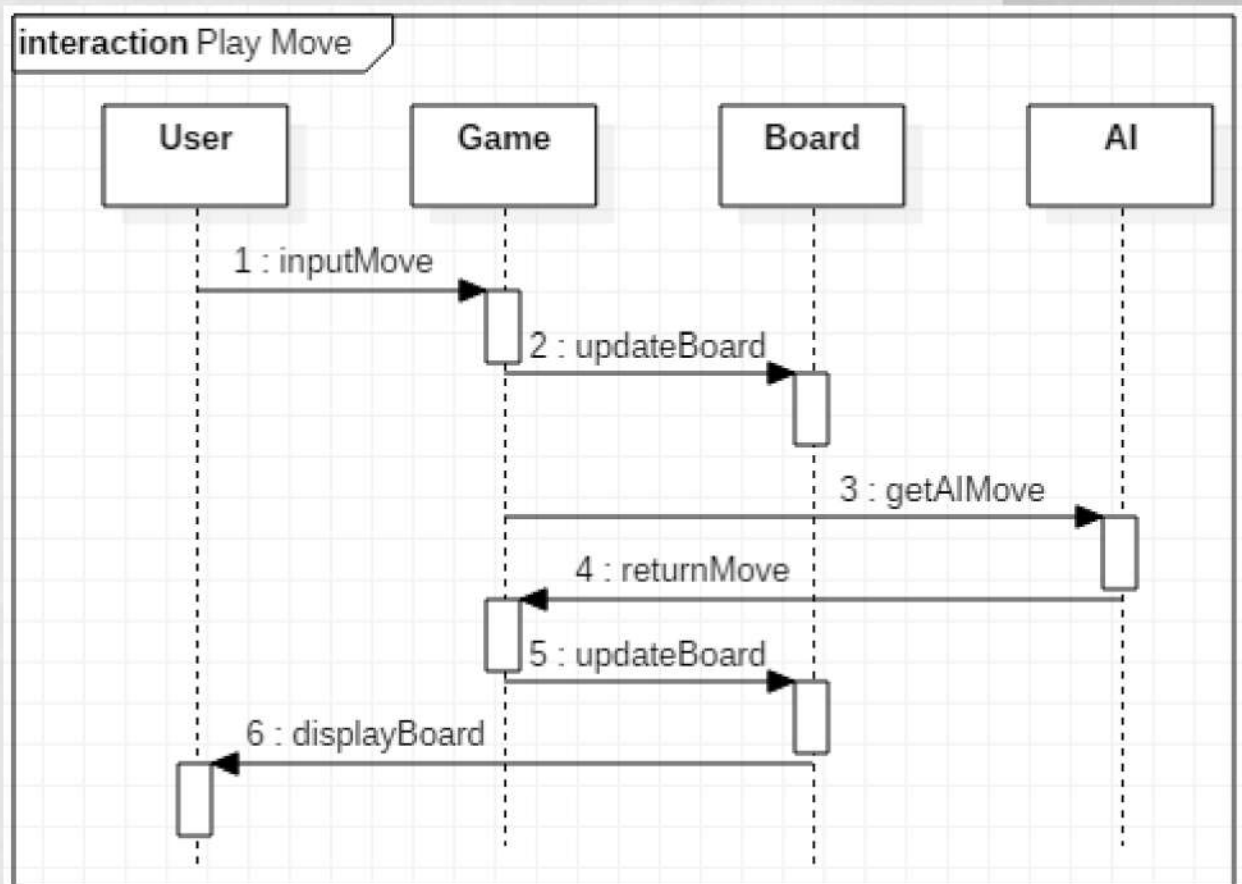 interaction Play Move
User Game Board AI
1 : inputMove
2 : updateBoard
3 : getAIMove
4 : returnMove
5 : updateBoard
6 : displayBoard